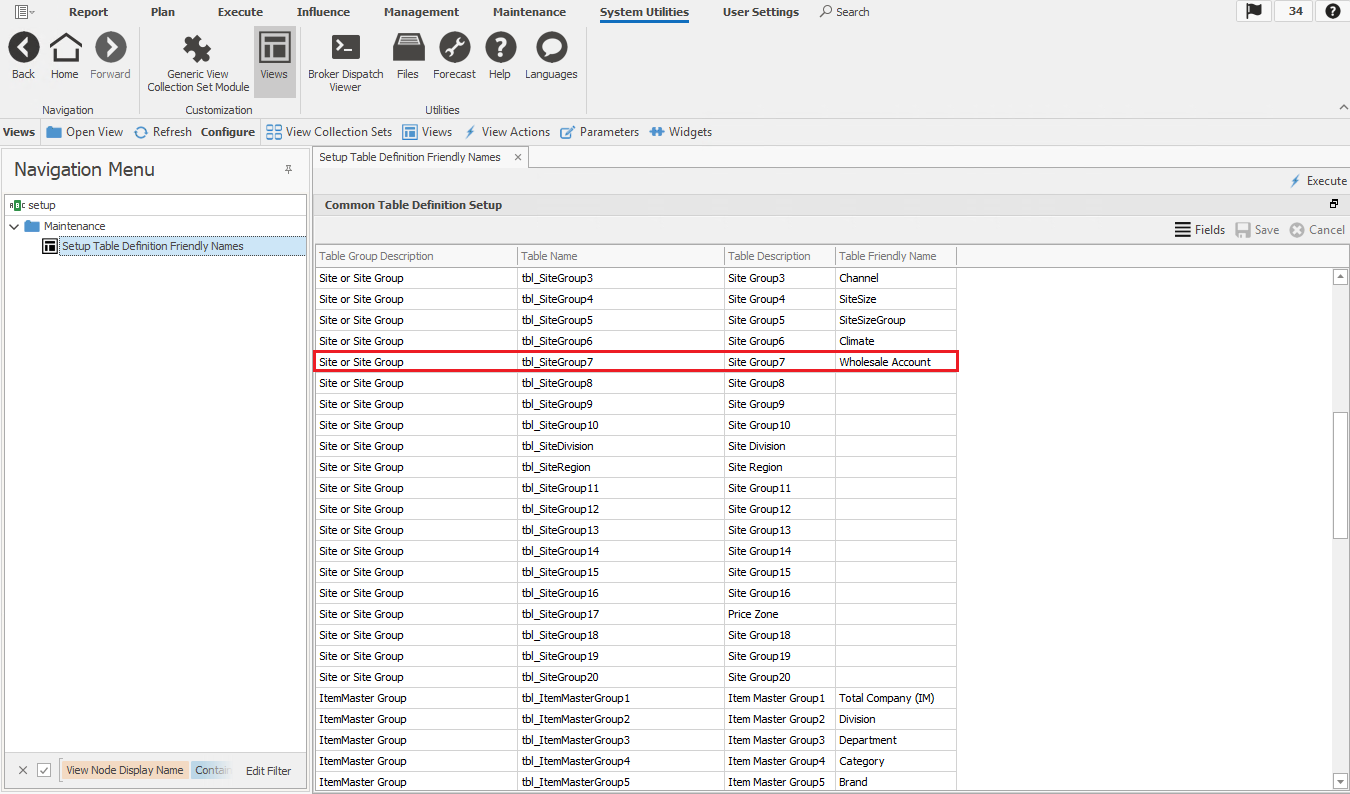 Report Plan Execute Influence Management Maintenance System Utilities User Settings Search 34
Back Home Forward Generic View Collection Set Module Views Broker Dispatch Viewer Files Forecast Help Languages
Navigation Customization Utilities
Views Open View Refresh Configure View Collection Sets Views View Actions Parameters Widgets
Navigation Menu
setup
Maintenance
Setup Table Definition Friendly Names
View Node Display Name Contain Edit Filter
Setup Table Definition Friendly Names
Execute
Common Table Definition Setup
Fields Save Cancel
Table Group Description Table Name Table Description Table Friendly Name
Site or Site Group tbl_SiteGroup3 Site Group3 Channel
Site or Site Group tbl_SiteGroup4 Site Group4 SiteSize
Site or Site Group tbl_SiteGroup5 Site Group5 SiteSizeGroup
Site or Site Group tbl_SiteGroup6 Site Group6 Climate
Site or Site Group tbl_SiteGroup7 Site Group7 Wholesale Account
Site or Site Group tbl_SiteGroup8 Site Group8
Site or Site Group tbl_SiteGroup9 Site Group9
Site or Site Group tbl_SiteGroup10 Site Group10
Site or Site Group tbl_SiteDivision Site Division
Site or Site Group tbl_SiteRegion Site Region
Site or Site Group tbl_SiteGroup11 Site Group11
Site or Site Group tbl_SiteGroup12 Site Group12
Site or Site Group tbl_SiteGroup13 Site Group13
Site or Site Group tbl_SiteGroup14 Site Group14
Site or Site Group tbl_SiteGroup15 Site Group15
Site or Site Group tbl_SiteGroup16 Site Group16
Site or Site Group tbl_SiteGroup17 Price Zone
Site or Site Group tbl_SiteGroup18 Site Group18
Site or Site Group tbl_SiteGroup19 Site Group19
Site or Site Group tbl_SiteGroup20 Site Group20
ItemMaster Group tbl_ItemMasterGroup1 Item Master Group1 Total Company (IM)
ItemMaster Group tbl_ItemMasterGroup2 Item Master Group2 Division
ItemMaster Group tbl_ItemMasterGroup3 Item Master Group3 Department
ItemMaster Group tbl_ItemMasterGroup4 Item Master Group4 Category
ItemMaster Group tbl_ItemMasterGroup5 Item Master Group5 Brand